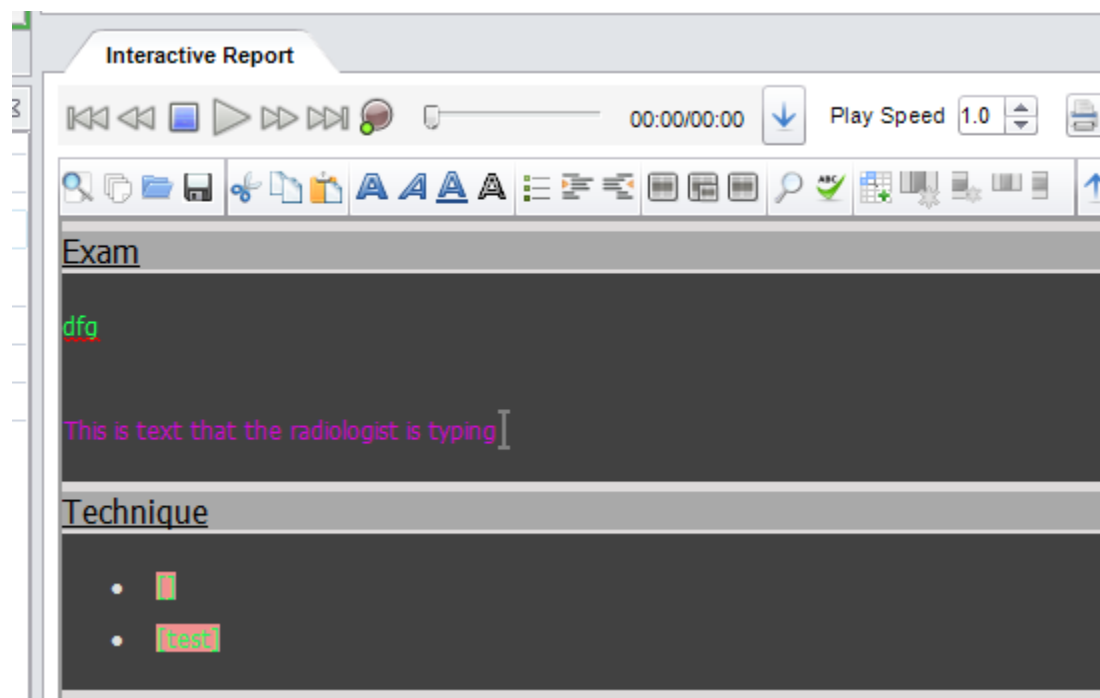 Interactive Report
00:00/00:00 Play Speed 1.0
A A A A ABC
Exam
dfg
This is text that the radiologist is typing
Technique
• []
• [test]